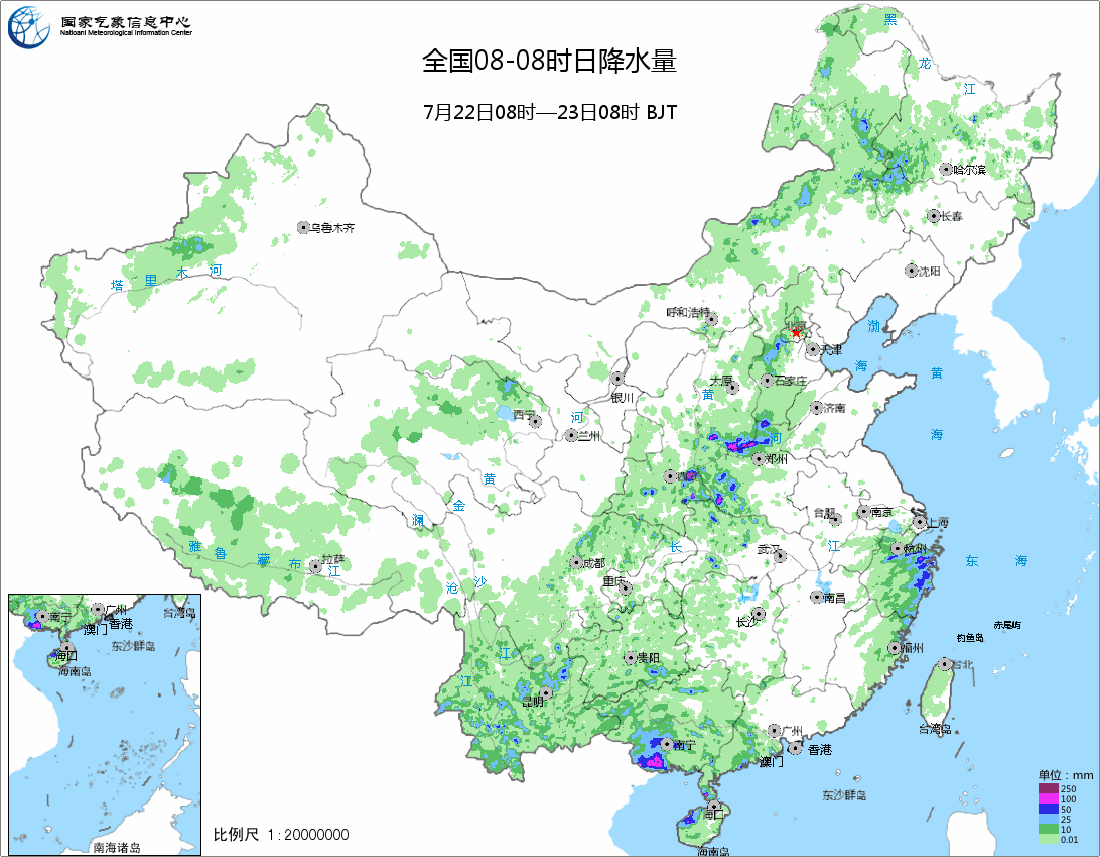 国家气象信息中心
Natioanl Meteorological Information Center
全国08-08时日降水量
7月22日08时—23日08时 BJT
黑
龙
江
哈尔滨
长春
乌鲁木齐
塔 里 木 河
沈阳
呼和浩特
北京
渤
天津
海
黄
太原
石家庄
银川
黄
济南
西宁
河
兰州
河
海
郑州
黄
西安
金
澜
合肥
南京
上海
雅 鲁 藏 布 江
拉萨
长
武汉
江
杭州
东 海
成都
重庆
沧
沙
南昌
长沙
赤尾屿
钓鱼岛
江
贵阳
福州
台北
江
昆明
台湾岛
广州
南宁
香港
澳门
东沙群岛
海口
海南岛
广州
台湾岛
南宁
香港
澳门
东沙群岛
海口
海南岛
南海诸岛
比例尺 1:20000000
单位：mm
250
100
50
25
10
0.01